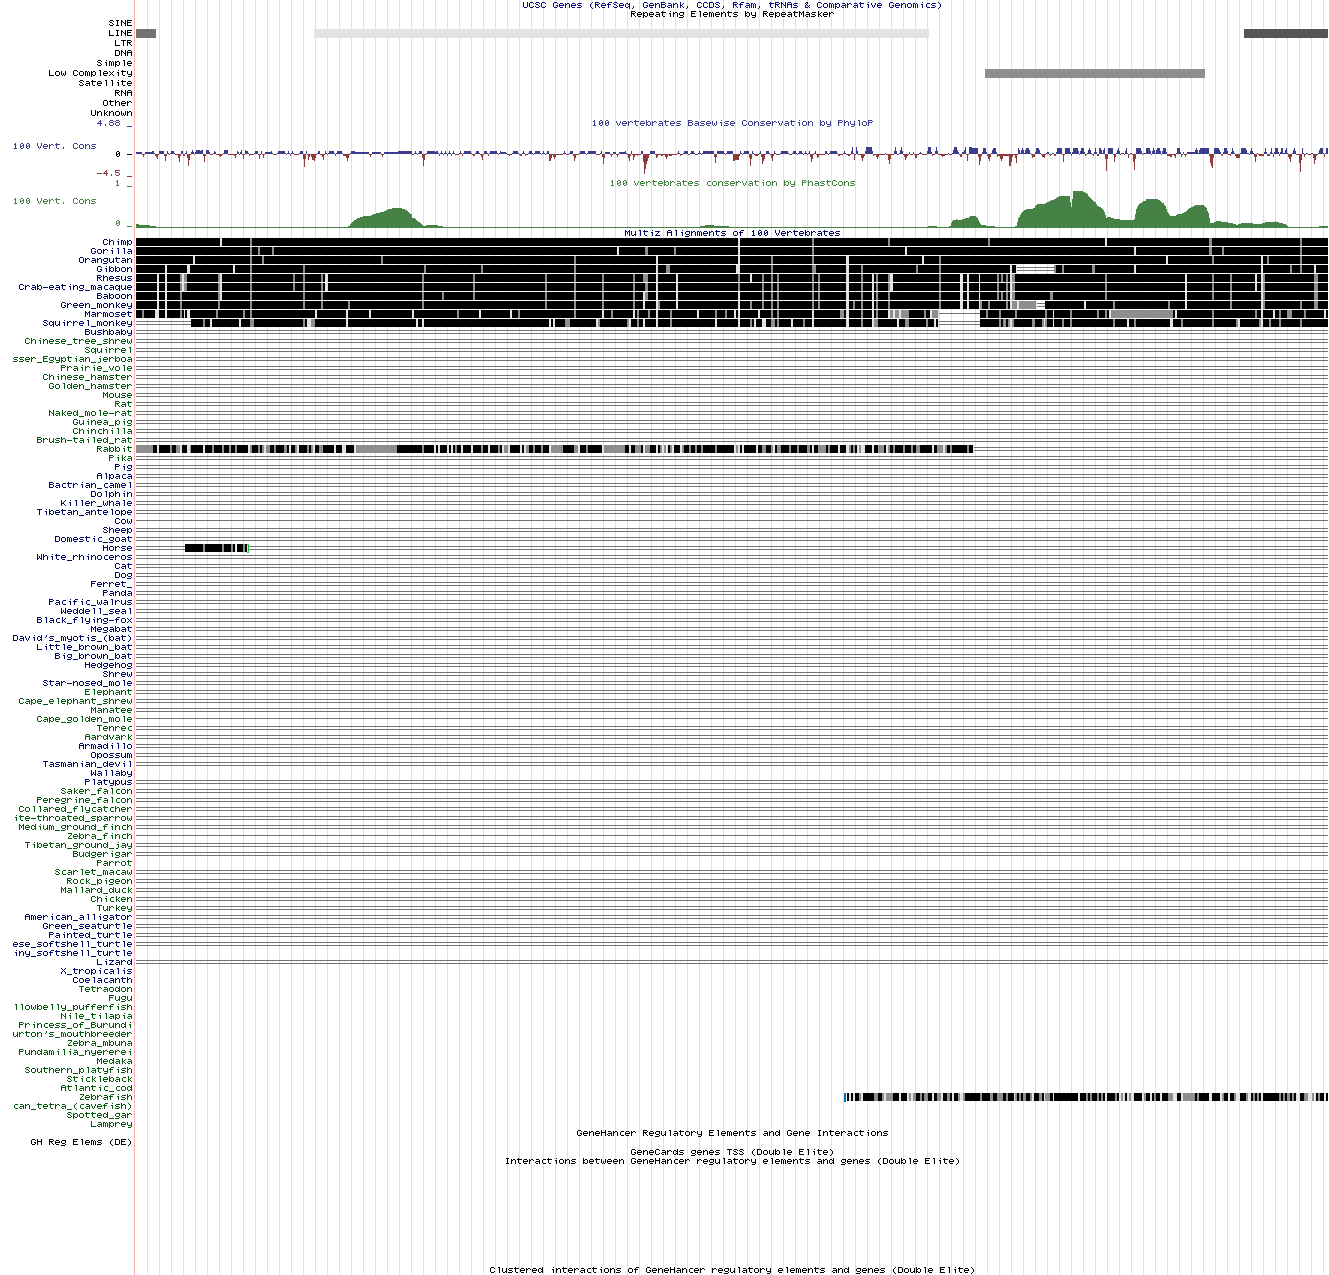 UCSC Genes (RefSeq, GenBank, CCDS, Rfam, tRNAs & Comparative Genomics)
Repeating Elements by RepeatMasker
SINE
LINE
LTR
DNA
Simple
Low Complexity
Satellite
RNA
Other
Unknown
4.88 _
100 vertebrates Basewise Conservation by PhyloP
100 Vert. Cons
0 -
-4.5 _
1 _
100 vertebrates conservation by PhastCons
100 Vert. Cons
0 _
Multiz Alignments of 100 Vertebrates
Chimp
Gorilla
Orangutan
Gibbon
Rhesus
Crab-eating_macaque
Baboon
Green_monkey
Marmoset
Squirrel_monkey
Bushbaby
Chinese_tree_shrew
Squirrel
sser_Egyptian_jerboa
Prairie_vole
Chinese_hamster
Golden_hamster
Mouse
Rat
Naked_mole-rat
Guinea_pig
Chinchilla
Brush-tailed_rat
Rabbit
Pika
Pig
Alpaca
Bactrian_camel
Dolphin
Killer_whale
Tibetan_antelope
Cow
Sheep
Domestic_goat
Horse
White_rhinoceros
Cat
Dog
Ferret_
Panda
Pacific_walrus
Weddell_seal
Black_flying-fox
Megabat
David's_myotis_(bat)
Little_brown_bat
Big_brown_bat
Hedgehog
Shrew
Star-nosed_mole
Elephant
Cape_elephant_shrew
Manatee
Cape_golden_mole
Tenrec
Aardvark
Armadillo
Opossum
Tasmanian_devil
Wallaby
Platypus
Saker_falcon
Peregrine_falcon
Collared_flycatcher
ite-throated_sparrow
Medium_ground_finch
Zebra_finch
Tibetan_ground_jay
Budgerigar
Parrot
Scarlet_macaw
Rock_pigeon
Mallard_duck
Chicken
Turkey
American_alligator
Green_seaturtle
Painted_turtle
ese_softshell_turtle
iny_softshell_turtle
Lizard
X_tropicalis
Coelacanth
Tetraodon
Fugu
llowbelly_pufferfish
Nile_tilapia
Princess_of_Burundi
urton's_mouthbreeder
Zebra_mbuna
Pundamilia_nyererei
Medaka
Southern_platyfish
Stickleback
Atlantic_cod
Zebrafish
can_tetra_(cavefish)
Spotted_gar
Lamprey
GeneHancer Regulatory Elements and Gene Interactions
GH Reg Elems (DE)
GeneCards genes TSS (Double Elite)
Interactions between GeneHancer regulatory elements and genes (Double Elite)
Clustered interactions of GeneHancer regulatory elements and genes (Double Elite)